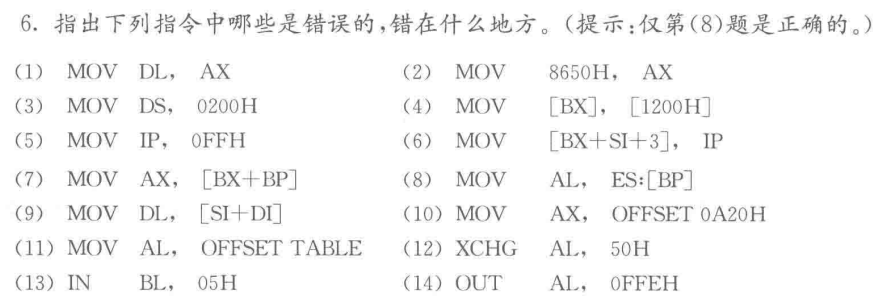 6. 指出下列指令中哪些是错误的,错在什么地方。(提示:仅第(8)题是正确的。)
(1) MOV DL, AX (2) MOV 8650H, AX
(3) MOV DS, 0200H (4) MOV [BX], [1200H]
(5) MOV IP, 0FFH (6) MOV [BX+SI+3], IP
(7) MOV AX, [BX+BP] (8) MOV AL, ES:[BP]
(9) MOV DL, [SI+DI] (10) MOV AX, OFFSET 0A20H
(11) MOV AL, OFFSET TABLE (12) XCHG AL, 50H
(13) IN BL, 05H (14) OUT AL, 0FFEH